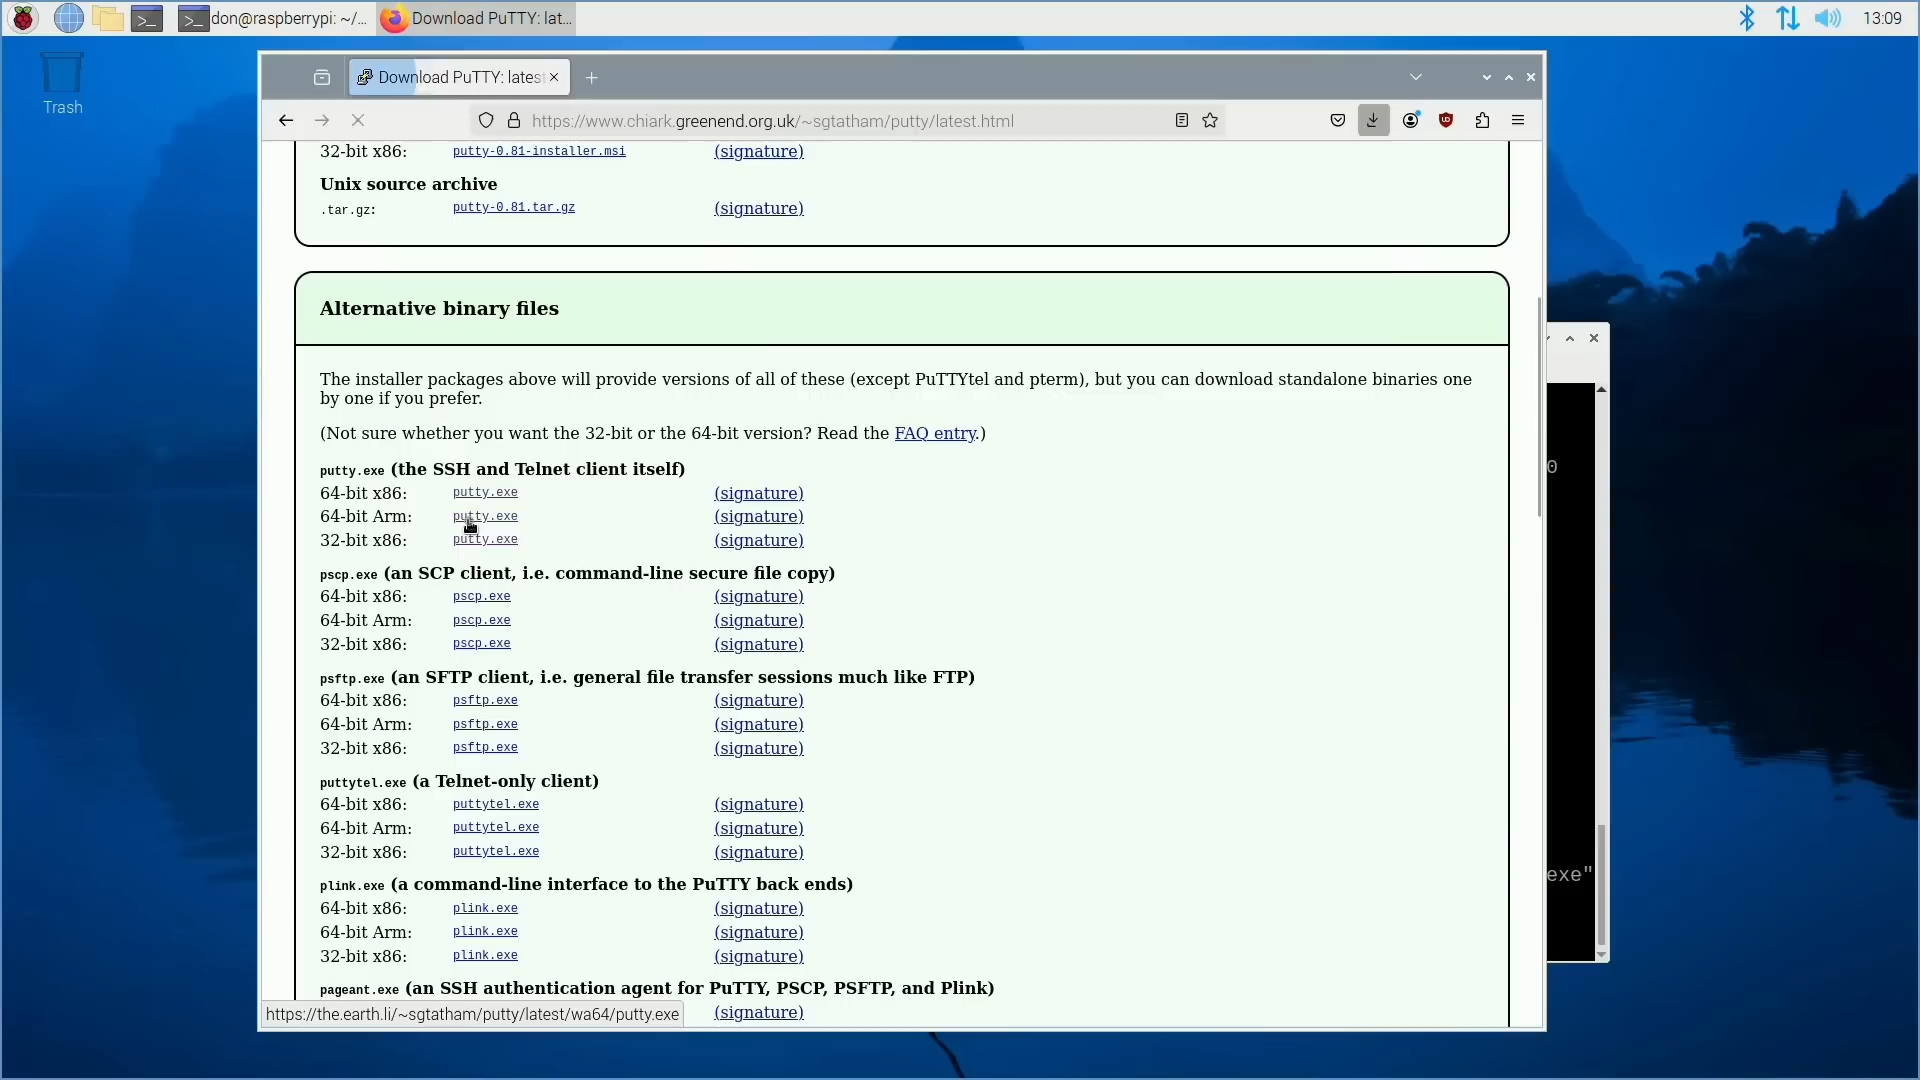 don@raspberrypi: ~/...
Download PuTTY: lat...
13:09
Trash
Download PuTTY: latest
https://www.chiark.greenend.org.uk/~sgtatham/putty/latest.html
32-bit x86: putty-0.81-installer.msi (signature)
Unix source archive
.tar.gz: putty-0.81.tar.gz (signature)
Alternative binary files
The installer packages above will provide versions of all of these (except PuTTYtel and pterm), but you can download standalone binaries one
by one if you prefer.
(Not sure whether you want the 32-bit or the 64-bit version? Read the FAQ entry.)
putty.exe (the SSH and Telnet client itself)
64-bit x86: putty.exe (signature)
64-bit Arm: putty.exe (signature)
32-bit x86: putty.exe (signature)
pscp.exe (an SCP client, i.e. command-line secure file copy)
64-bit x86: pscp.exe (signature)
64-bit Arm: pscp.exe (signature)
32-bit x86: pscp.exe (signature)
psftp.exe (an SFTP client, i.e. general file transfer sessions much like FTP)
64-bit x86: psftp.exe (signature)
64-bit Arm: psftp.exe (signature)
32-bit x86: psftp.exe (signature)
puttytel.exe (a Telnet-only client)
64-bit x86: puttytel.exe (signature)
64-bit Arm: puttytel.exe (signature)
32-bit x86: puttytel.exe (signature)
plink.exe (a command-line interface to the PuTTY back ends)
64-bit x86: plink.exe (signature)
64-bit Arm: plink.exe (signature)
32-bit x86: plink.exe (signature)
pageant.exe (an SSH authentication agent for PuTTY, PSCP, PSFTP, and Plink)
(signature)
https://the.earth.li/~sgtatham/putty/latest/wa64/putty.exe
0
exe"